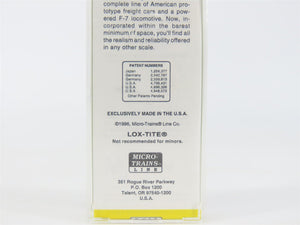 complete line of American pro-
totype freight cars and a pow-
ered F-7 locomotive. Now, in-
corporated within the barest
minimum of space, you'll find all
the realism and reliability offered
in any other scale.
PATENT NUMBERS
Japan
Germany
Germany
U.S.A.
U.S.A.
U.S.A.
Other Patents Pending
EXCLUSIVELY MADE IN THE U.S.A.
©1996, Micro-Trains® Line Co.
LOX-TITE®
Not recommended for minors.
MICRO-
TRAINS
LINE
351 Rogue River Parkway
P.O. Box 1200
Talent, OR 97540-1200
U.S.A.